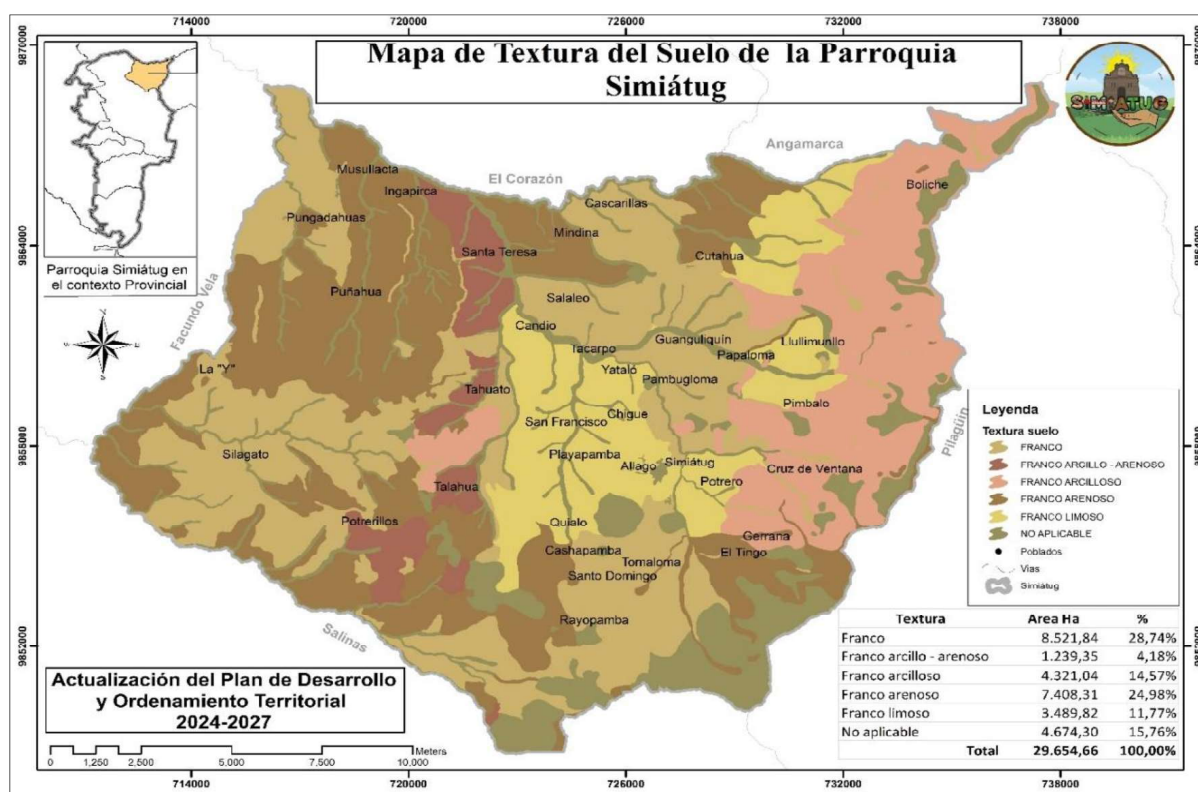 714000 720000 726000 732000 738000
9870000 9870000
Mapa de Textura del Suelo de la Parroquia
Simiátug
SIMIATUG
Parroquia Simiátug en
el contexto Provincial
Angamarca
El Corazón
Facundo Vela
Pilagüín
Salinas
Musullacta
Ingapirca
Boliche
Cascarillas
Pungadahuas
Mindina
9864000 9864000
Santa Teresa
Cutahua
Puñahua
Salaleo
Candio
Guanguliquín
Llullimunllo
Tacarpo
Papaloma
La "Y"
Yataló
Pambugloma
Tahuato
Pimbalo
Chigue
San Francisco
Silagato
Playapamba
Allago
Simiátug
Cruz de Ventana
Talahua
Potrero
Potrerillos
Quialo
Gerrana
Cashapamba
El Tingo
Tomaloma
Santo Domingo
Rayopamba
Leyenda
Textura suelo
FRANCO
FRANCO ARCILLO - ARENOSO
FRANCO ARCILLOSO
FRANCO ARENOSO
FRANCO LIMOSO
NO APLICABLE
Poblados
Vias
Simiátug
Textura Area Ha %
Franco 8.521,84 28,74%
Franco arcillo - arenoso 1.239,35 4,18%
Franco arcilloso 4.321,04 14,57%
Franco arenoso 7.408,31 24,98%
Franco limoso 3.489,82 11,77%
No aplicable 4.674,30 15,76%
Total 29.654,66 100,00%
Actualización del Plan de Desarrollo
y Ordenamiento Territorial
2024-2027
Meters
0 1,250 2,500 5,000 7,500 10,000
714000 720000 726000 732000 738000